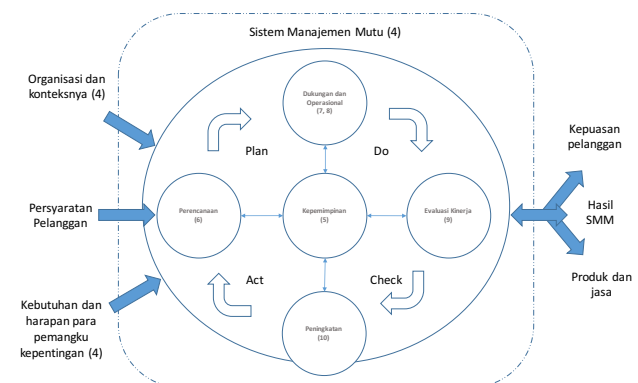 Sistem Manajemen Mutu (4)
Organisasi dan
konteksnya (4)
Dukungan dan
Operasional
(7, 8)
Kepuasan
pelanggan
Plan
Do
Persyaratan
Pelanggan
Perencanaan
(6)
Kepemimpinan
(5)
Evaluasi Kinerja
(9)
Hasil
SMM
Act
Check
Produk dan
jasa
Kebutuhan dan
harapan para
pemangku
kepentingan (4)
Peningkatan
(10)